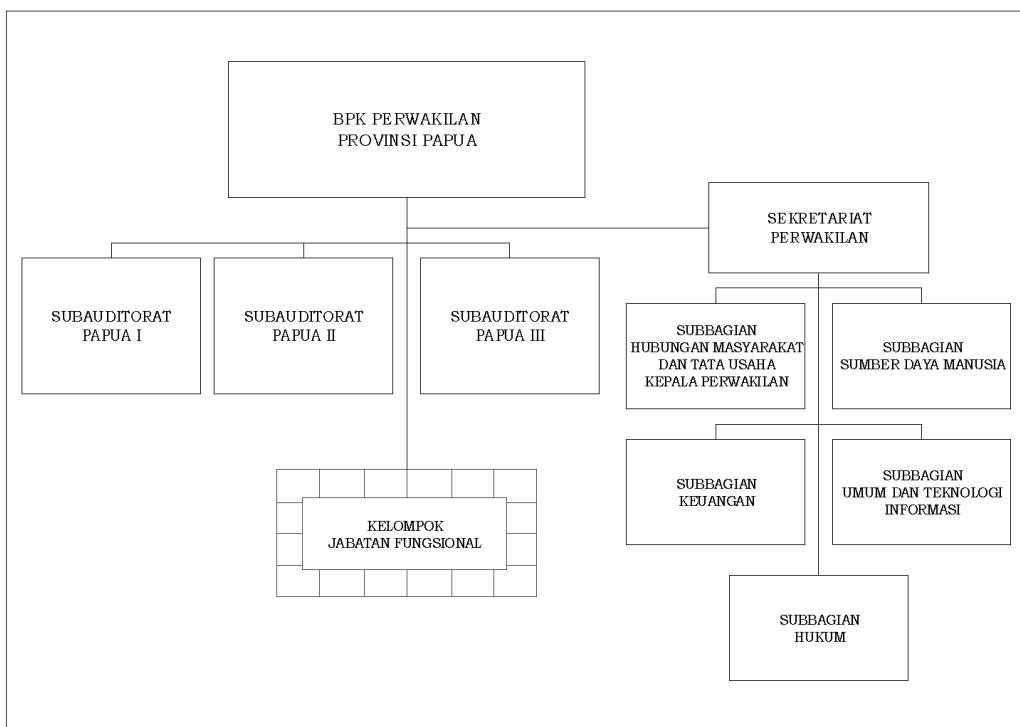 BPK PERWAKILAN
PROVINSI PAPUA
SEKRETARIAT
PERWAKILAN
SUBAUDITORAT
PAPUA I
SUBAUDITORAT
PAPUA II
SUBAUDITORAT
PAPUA III
SUBBAGIAN
HUBUNGAN MASYARAKAT
DAN TATA USAHA
KEPALA PERWAKILAN
SUBBAGIAN
SUMBER DAYA MANUSIA
SUBBAGIAN
KEUANGAN
SUBBAGIAN
UMUM DAN TEKNOLOGI
INFORMASI
KELOMPOK
JABATAN FUNGSIONAL
SUBBAGIAN
HUKUM